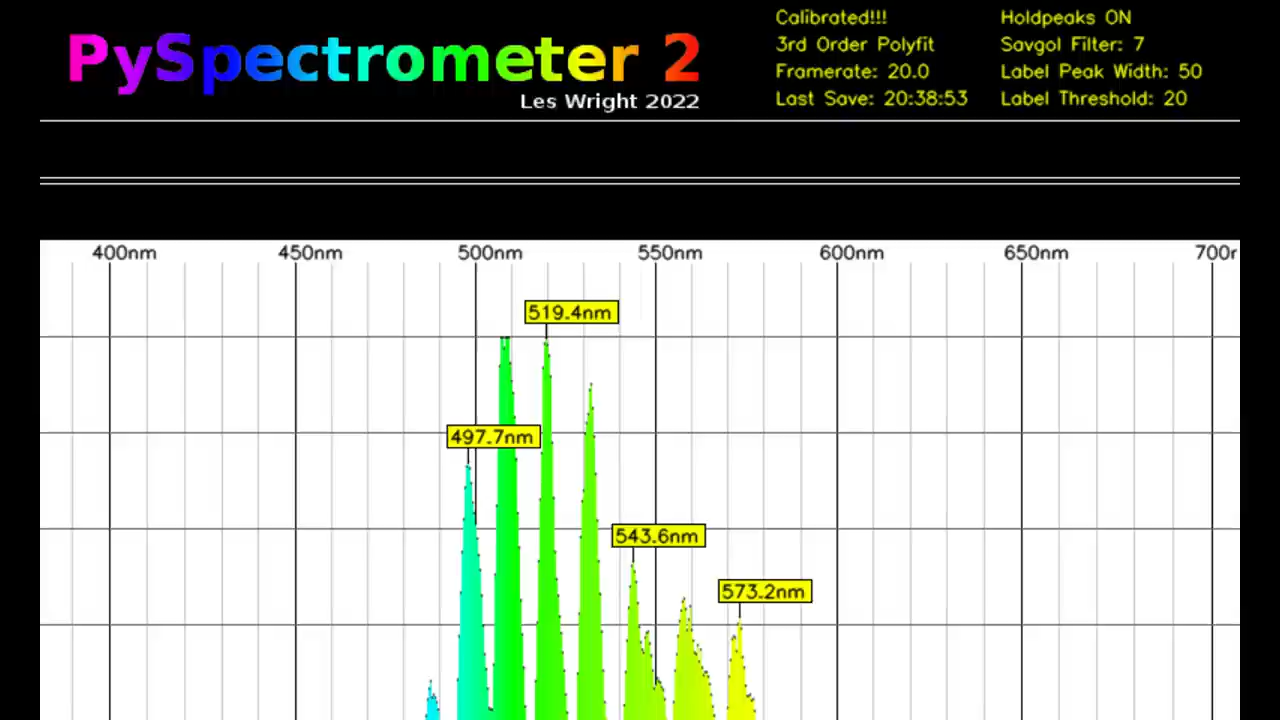 PySpectrometer 2
Les Wright 2022
Calibrated!!! Holdpeaks ON
3rd Order Polyfit Savgol Filter: 7
Framerate: 20.0 Label Peak Width: 50
Last Save: 20:38:53 Label Threshold: 20
400nm 450nm 500nm 550nm 600nm 650nm 700r
519.4nm
497.7nm
543.6nm
573.2nm